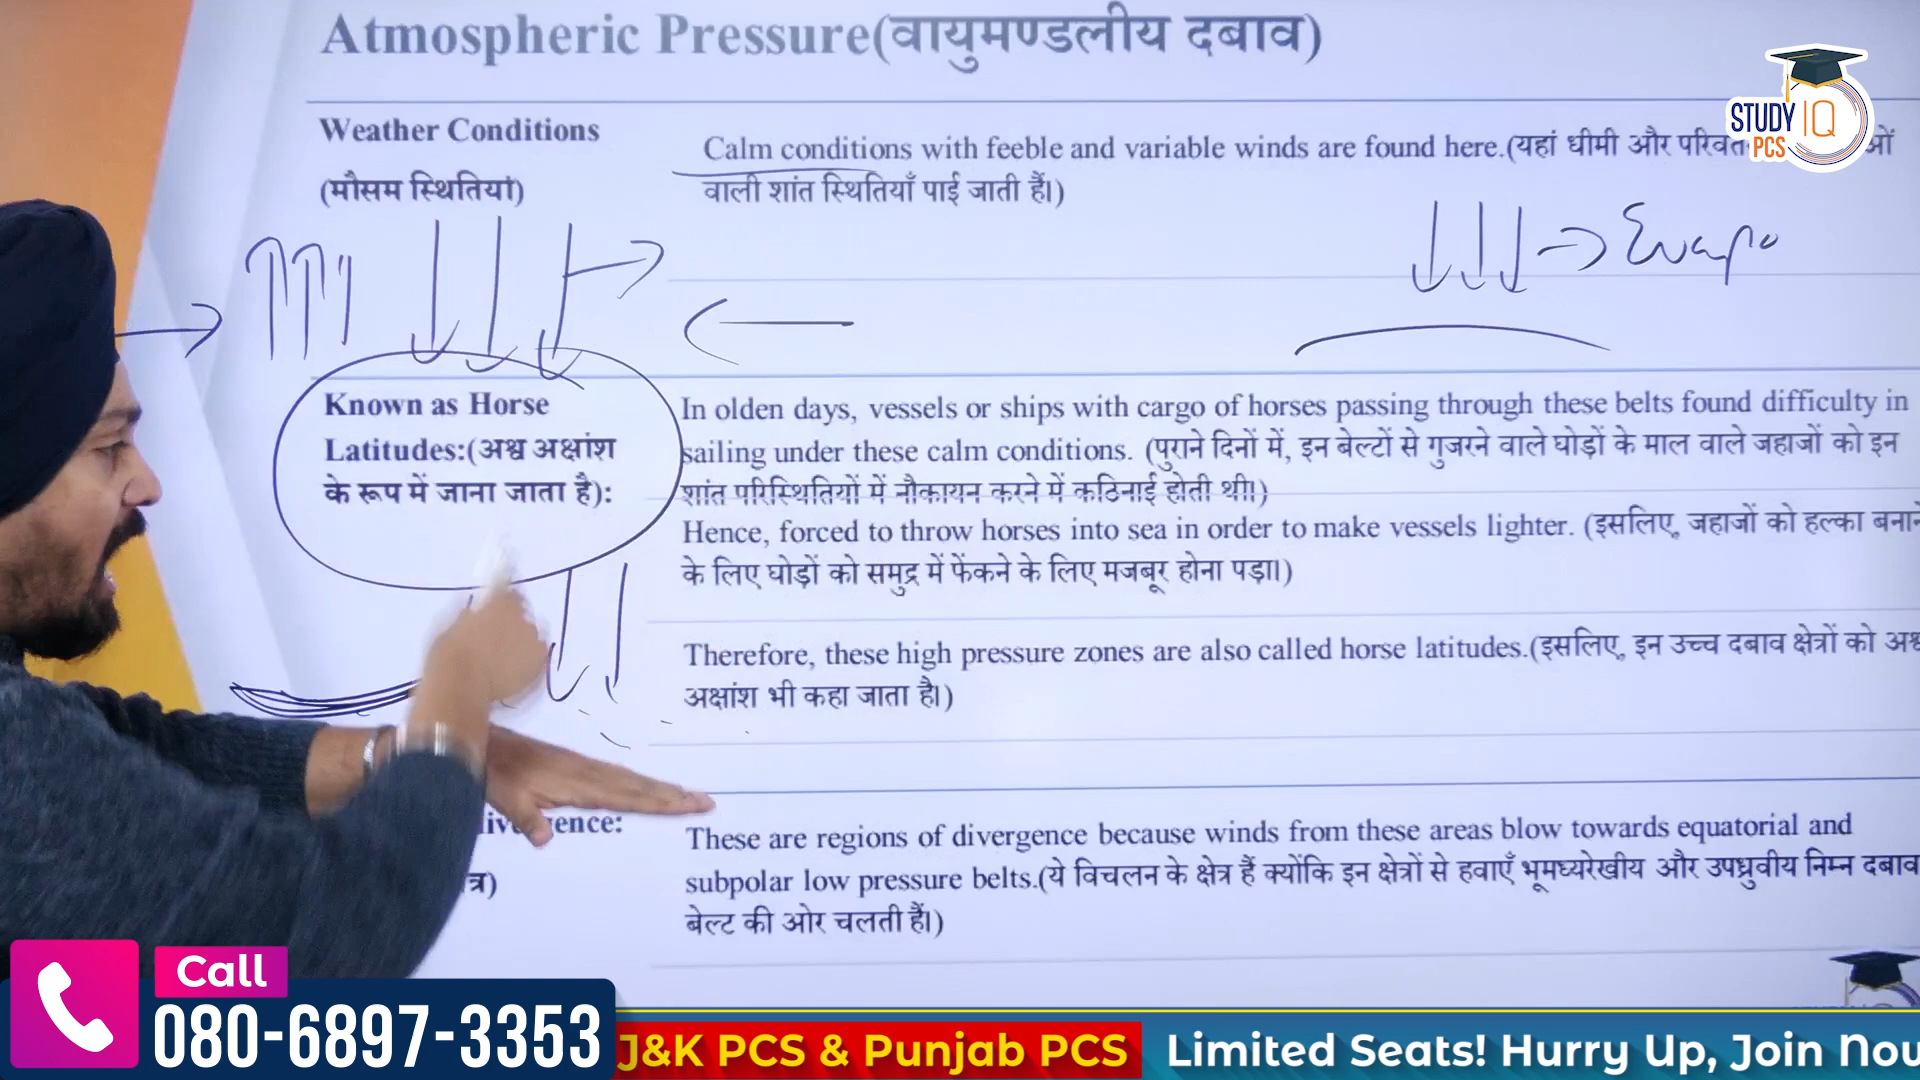 Atmospheric Pressure(वायुमण्डलीय दबाव)
STUDY IQ
PCS
Weather Conditions
(मौसम स्थितियां)
Calm conditions with feeble and variable winds are found here.(यहां धीमी और
वाली शांत स्थितियाँ पाई जाती हैं।)
Evapo
Known as Horse
Latitudes:(अश्व अक्षांश
के रूप में जाना जाता है):
In olden days, vessels or ships with cargo of horses passing through these belts found difficulty in
sailing under these calm conditions. (पुराने दिनों में, इन बेल्टों से गुजरने वाले घोड़ों के माल वाले जहाजों को इन
शांत परिस्थितियों में नौकायन करने में कठिनाई होती थी।)
Hence, forced to throw horses into sea in order to make vessels lighter. (इसलिए, जहाजों को हल्का
के लिए घोड़ों को समुद्र में फेंकने के लिए मजबूर होना पड़ा।)
Therefore, these high pressure zones are also called horse latitudes.(इसलिए, इन उच्च दबाव क्षेत्रों को
अक्षांश भी कहा जाता है।)
These are regions of divergence because winds from these areas blow towards equatorial and
subpolar low pressure belts.(ये विचलन के क्षेत्र हैं क्योंकि इन क्षेत्रों से हवाएँ भूमध्यरेखीय और उपध्रुवीय निम्न दबाव
बेल्ट की ओर चलती हैं।)
Call
080-6897-3353
J&K PCS & Punjab PCS
Limited Seats! Hurry Up, Join Now